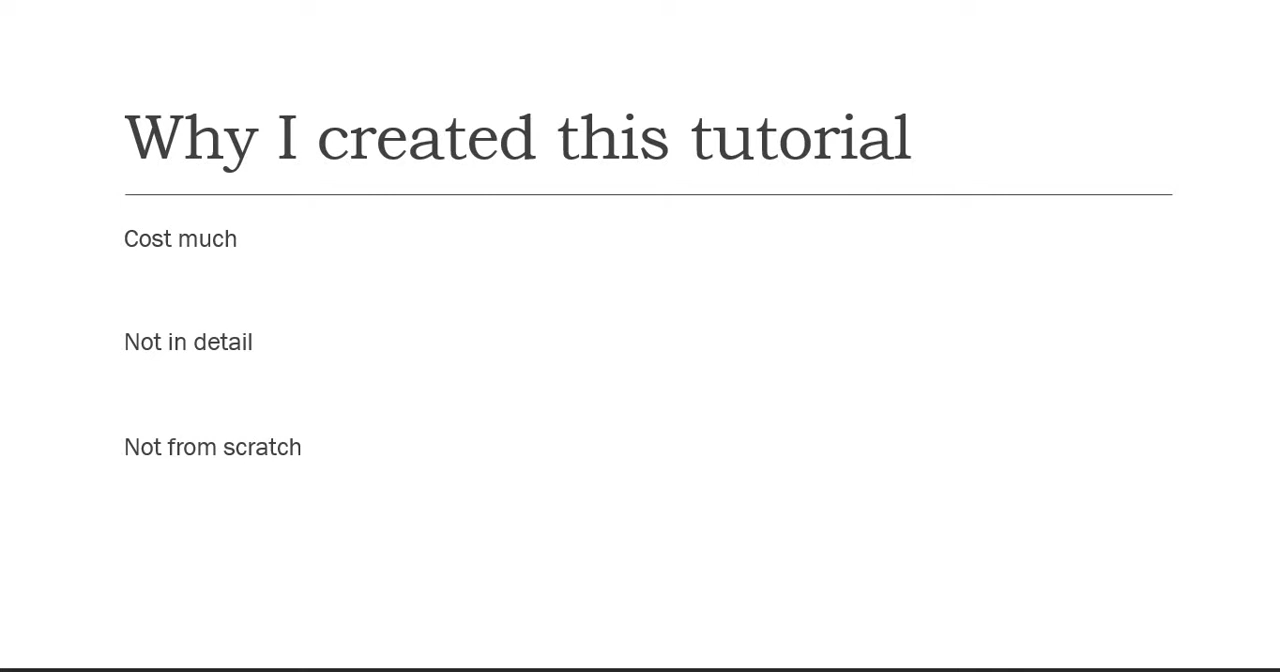 Why I created this tutorial
Cost much
Not in detail
Not from scratch